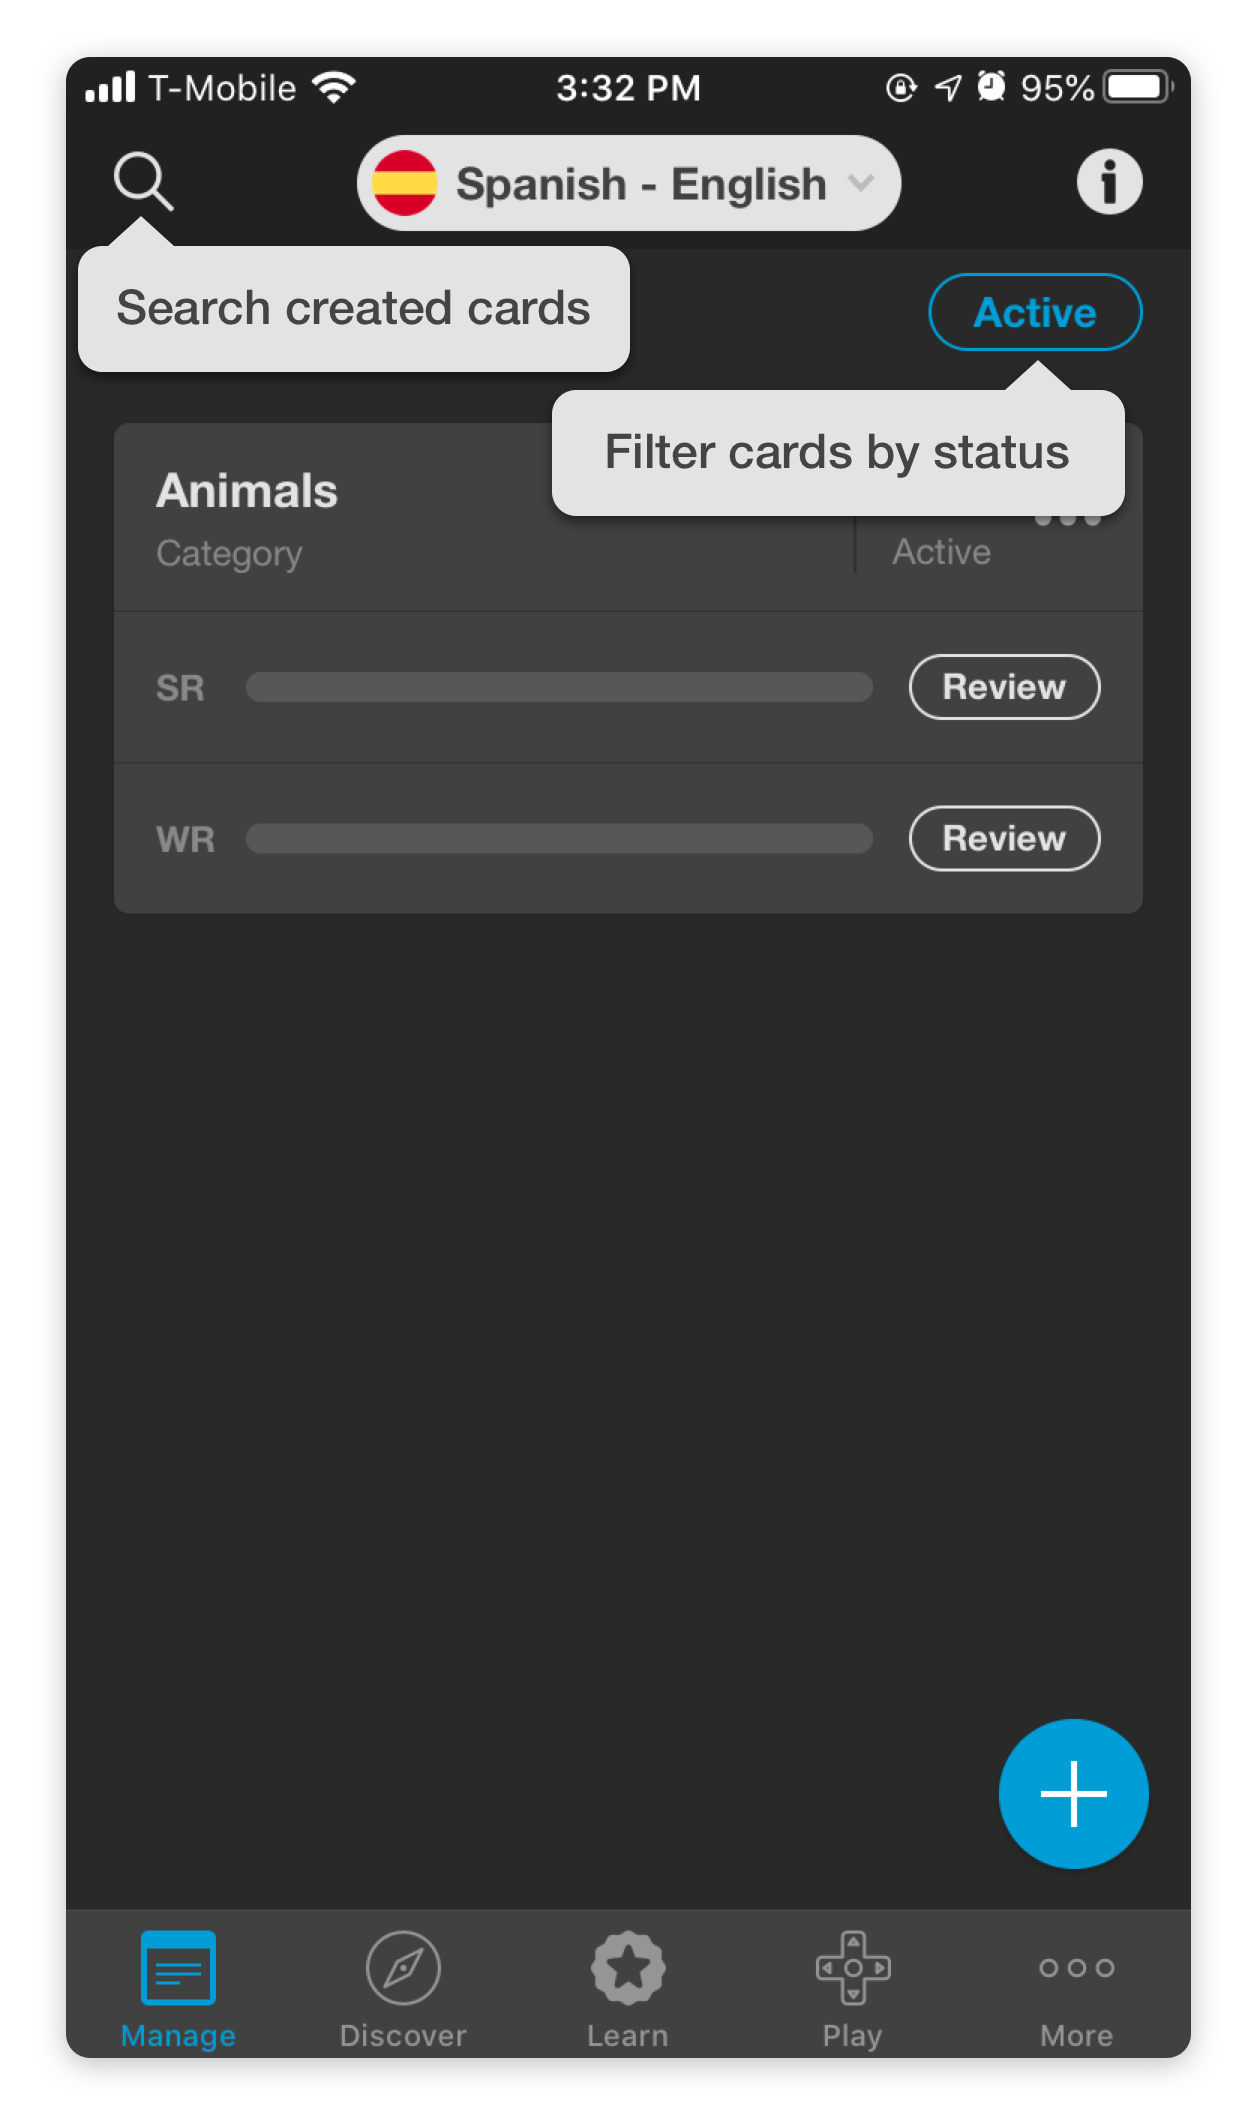 T-Mobile 3:32 PM 95%
Spanish - English
Search created cards
Active
Filter cards by status
Animals
Category
Active
SR Review
WR Review
Manage Discover Learn Play More